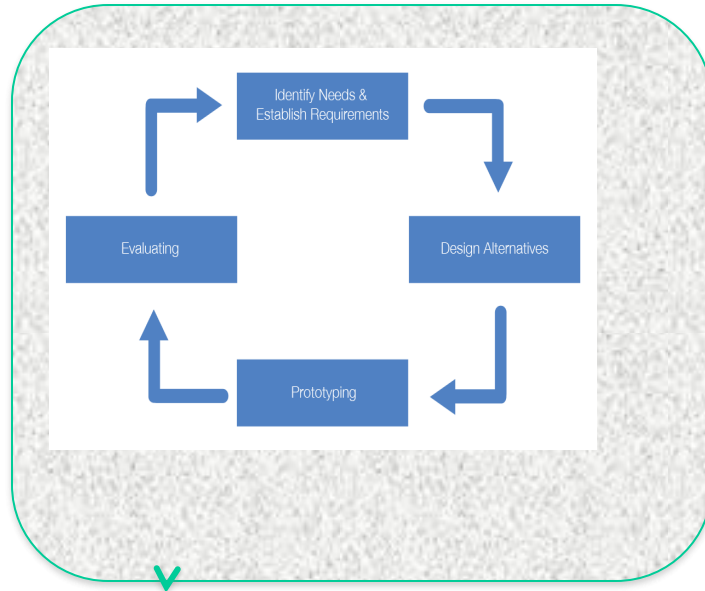 Identify Needs &
Establish Requirements
Evaluating
Design Alternatives
Prototyping